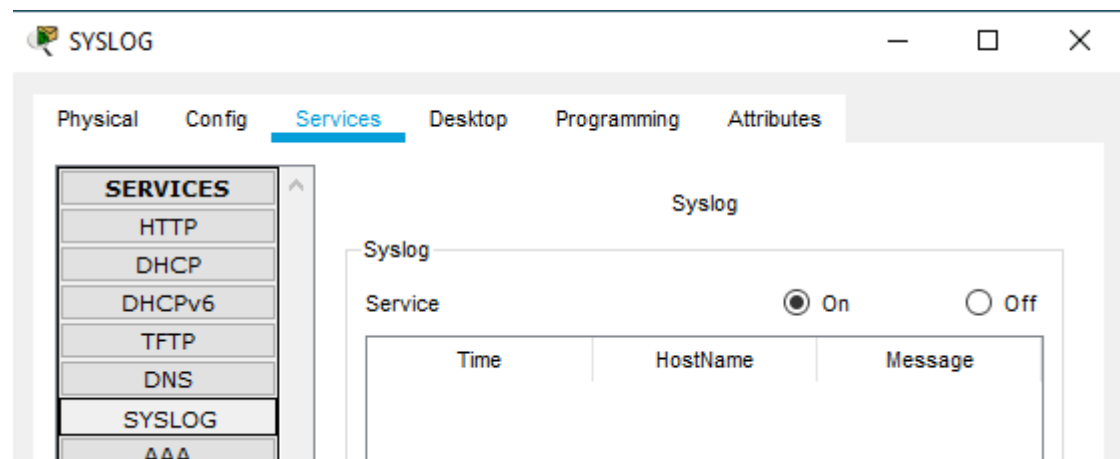 SYSLOG
Physical Config Services Desktop Programming Attributes
SERVICES
HTTP
DHCP
DHCPv6
TFTP
DNS
SYSLOG
AAA
Syslog
Syslog
Service On Off
Time HostName Message